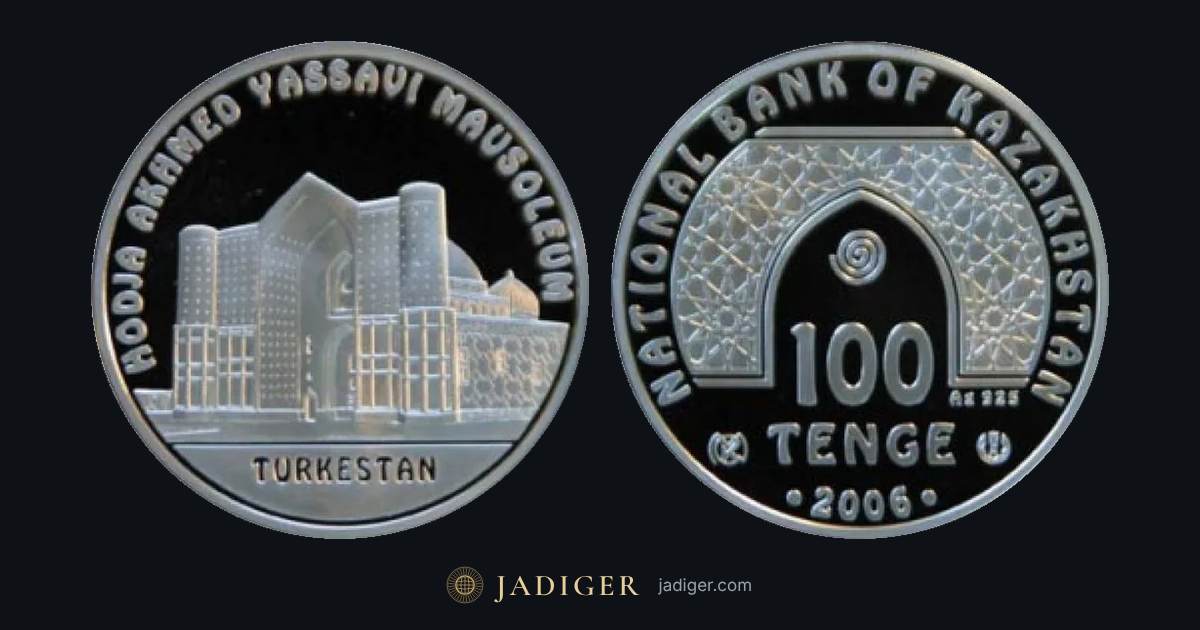 HODJA AKHMED YASSAVI MAUSOLEUM
TURKESTAN
NATIONAL BANK OF KAZAKHSTAN
100
Ag 925
TENGE
• 2006 •
JADIGER jadiger.com